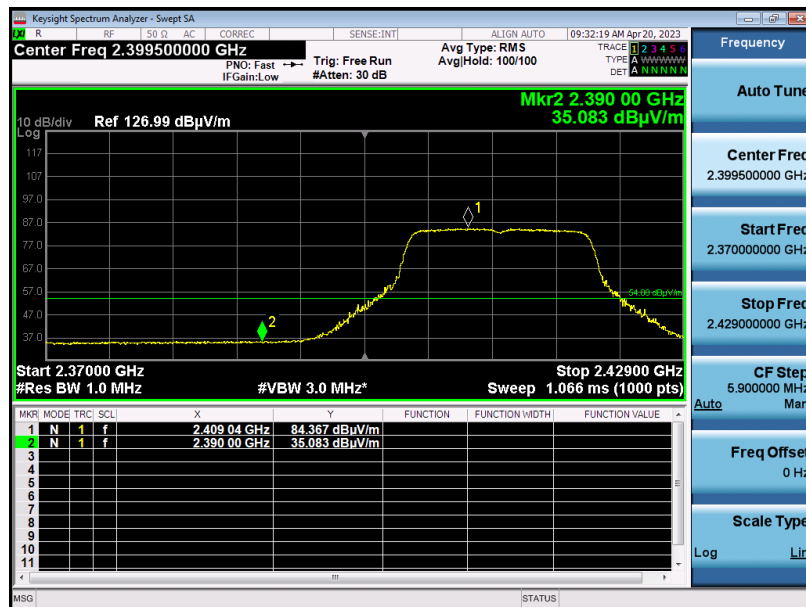 Keysight Spectrum Analyzer - Swept SA
LXI R RF 50 Ω AC CORREC SENSE:INT ALIGN AUTO 09:32:19 AM Apr 20, 2023
Center Freq 2.399500000 GHz
PNO: Fast
IFGain:Low
Trig: Free Run
#Atten: 30 dB
Avg Type: RMS
Avg|Hold: 100/100
TRACE 1 2 3 4 5 6
TYPE A WWWWW
DET A N N N N N
Mkr2 2.390 00 GHz
35.083 dBµV/m
10 dB/div Ref 126.99 dBµV/m
Log
117
107
97.0
87.0
77.0
67.0
57.0
47.0
37.0
1
2
54.00 dBµV/m
Start 2.37000 GHz Stop 2.42900 GHz
#Res BW 1.0 MHz #VBW 3.0 MHz* Sweep 1.066 ms (1000 pts)
MKR MODE TRC SCL X Y FUNCTION FUNCTION WIDTH FUNCTION VALUE
1 N 1 f 2.409 04 GHz 84.367 dBµV/m
2 N 1 f 2.390 00 GHz 35.083 dBµV/m
3
4
5
6
7
8
9
10
11
MSG STATUS
Frequency
Auto Tune
Center Freq
2.399500000 GHz
Start Freq
2.370000000 GHz
Stop Freq
2.429000000 GHz
CF Step
5.900000 MHz
Auto Man
Freq Offset
0 Hz
Scale Type
Log Lin